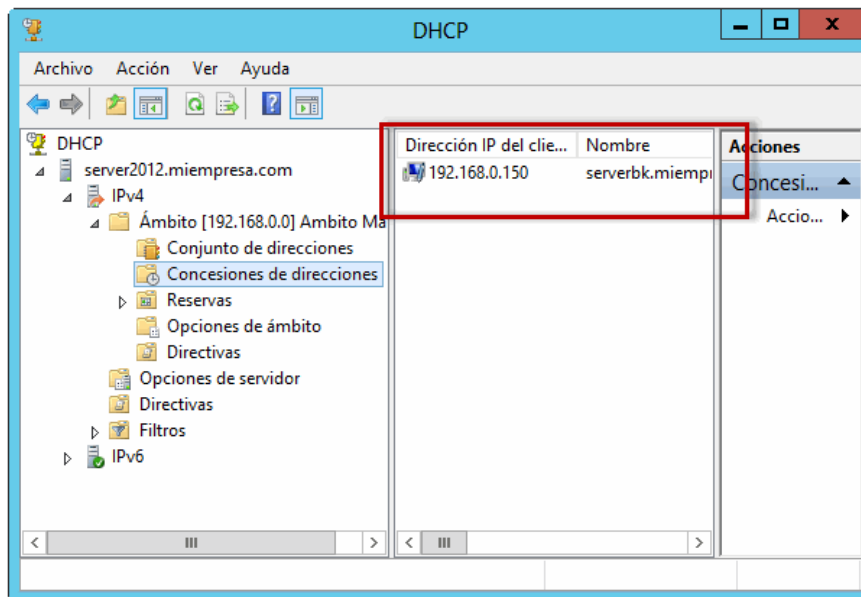 DHCP
Archivo Acción Ver Ayuda
DHCP
server2012.miempresa.com
IPv4
Ámbito [192.168.0.0] Ambito Ma
Conjunto de direcciones
Concesiones de direcciones
Reservas
Opciones de ámbito
Directivas
Opciones de servidor
Directivas
Filtros
IPv6
Dirección IP del clie... Nombre
192.168.0.150 serverbk.miempr
Acciones
Concesi...
Accio...